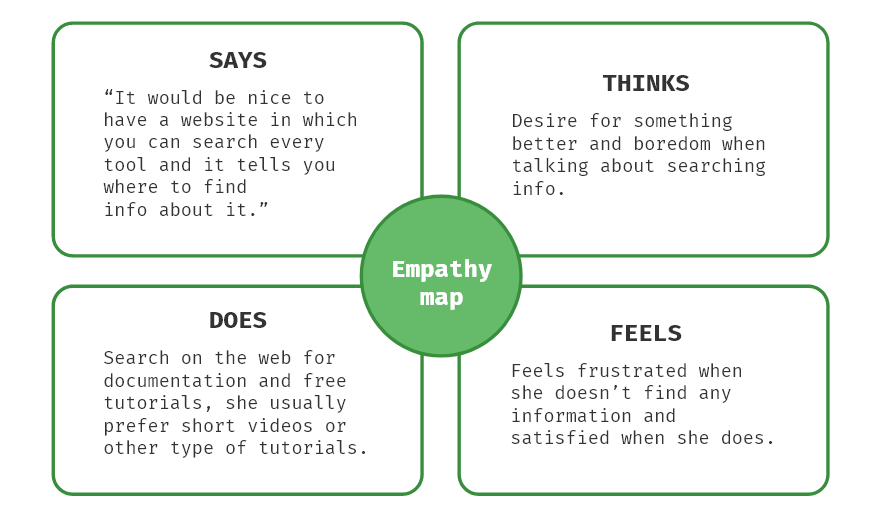 SAYS
“It would be nice to
have a website in which
you can search every
tool and it tells you
where to find
info about it.”
THINKS
Desire for something
better and boredom when
talking about searching
info.
Empathy
map
DOES
Search on the web for
documentation and free
tutorials, she usually
prefer short videos or
other type of tutorials.
FEELS
Feels frustrated when
she doesn’t find any
information and
satisfied when she does.